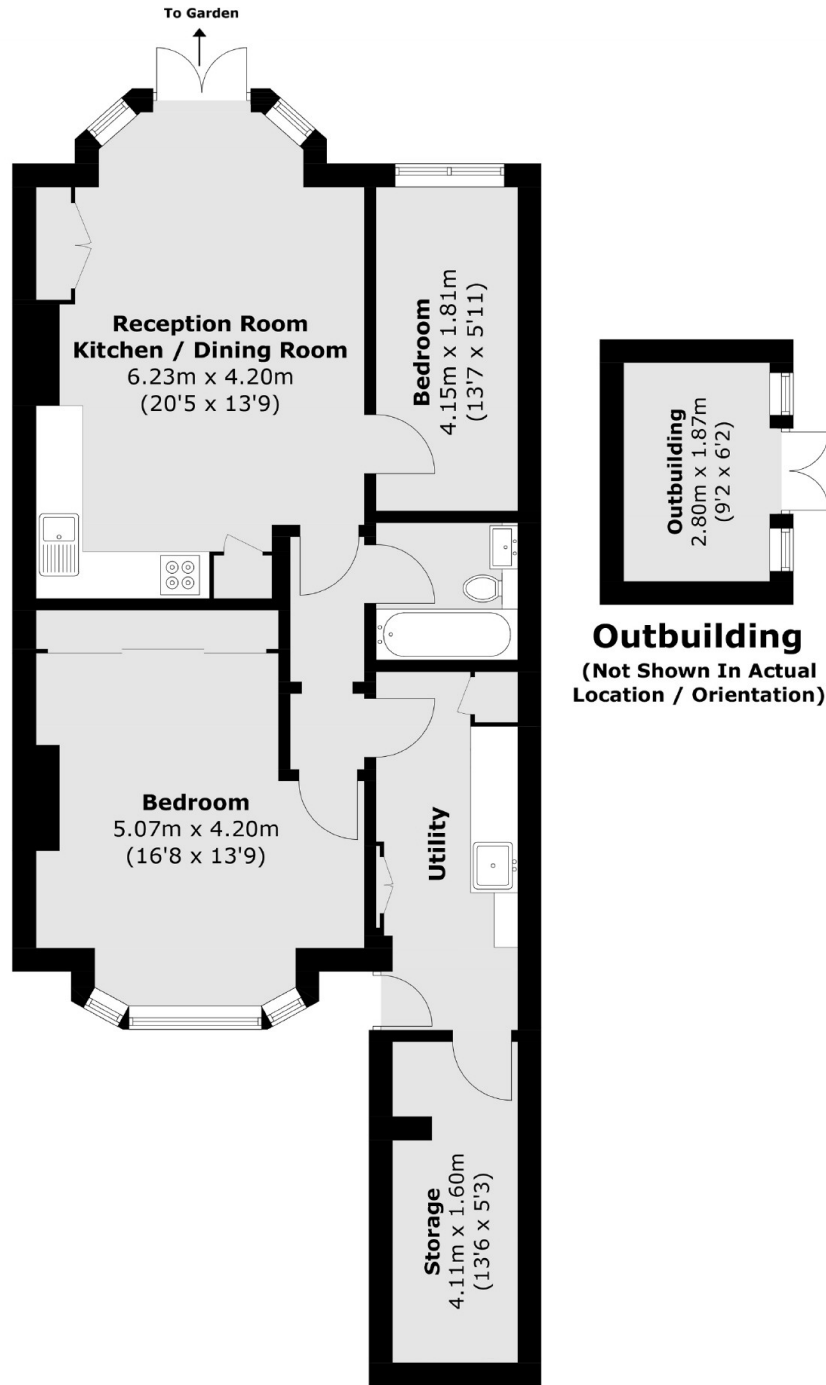 To Garden
Reception Room
Kitchen / Dining Room
6.23m x 4.20m
(20'5 x 13'9)
Bedroom
4.15m x 1.81m
(13'7 x 5'11)
Outbuilding
2.80m x 1.87m
(9'2 x 6'2)
Outbuilding
(Not Shown In Actual
Location / Orientation)
Bedroom
5.07m x 4.20m
(16'8 x 13'9)
Utility
Storage
4.11m x 1.60m
(13'6 x 5'3)